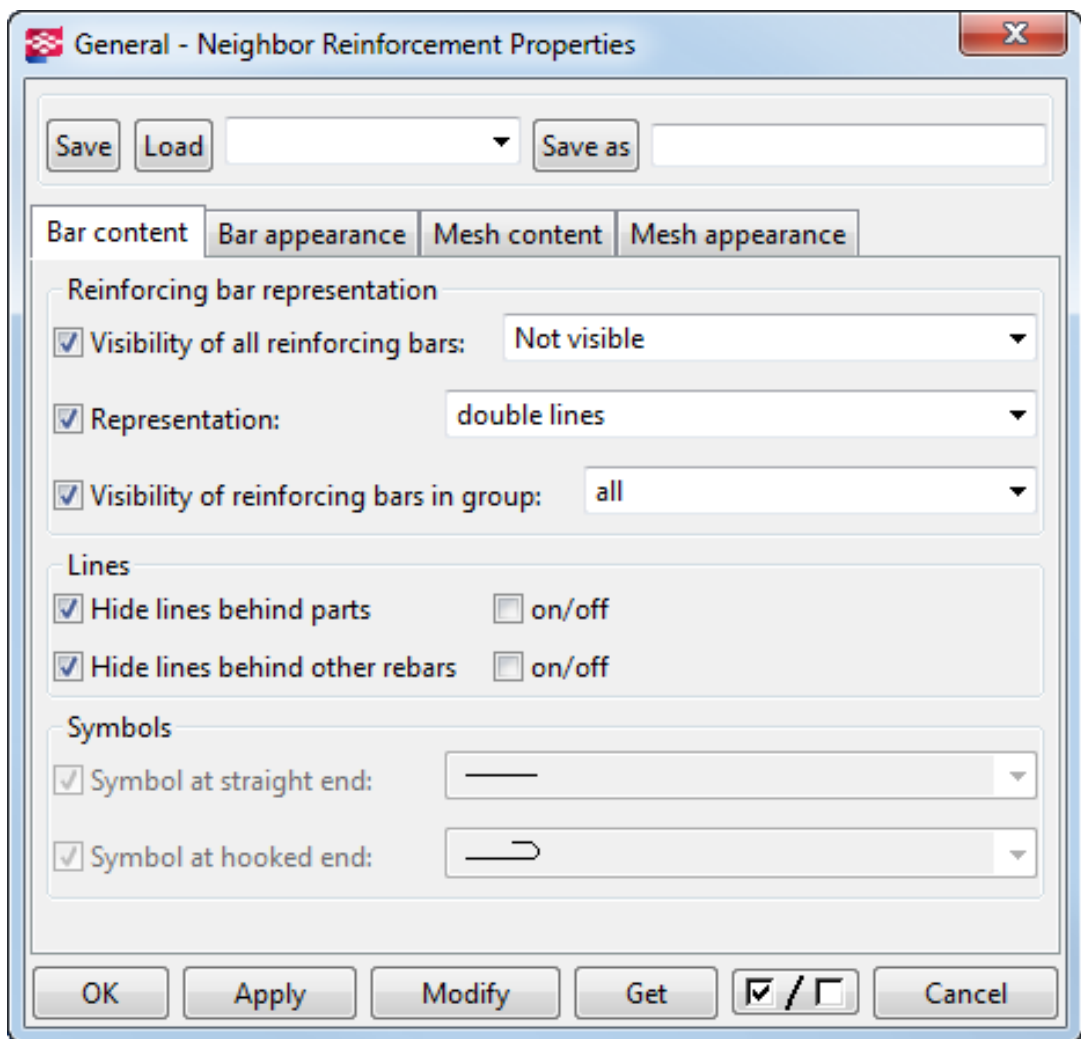 General - Neighbor Reinforcement Properties
Save Load Save as
Bar content Bar appearance Mesh content Mesh appearance
Reinforcing bar representation
Visibility of all reinforcing bars: Not visible
Representation: double lines
Visibility of reinforcing bars in group: all
Lines
Hide lines behind parts on/off
Hide lines behind other rebars on/off
Symbols
Symbol at straight end:
Symbol at hooked end:
OK Apply Modify Get / Cancel